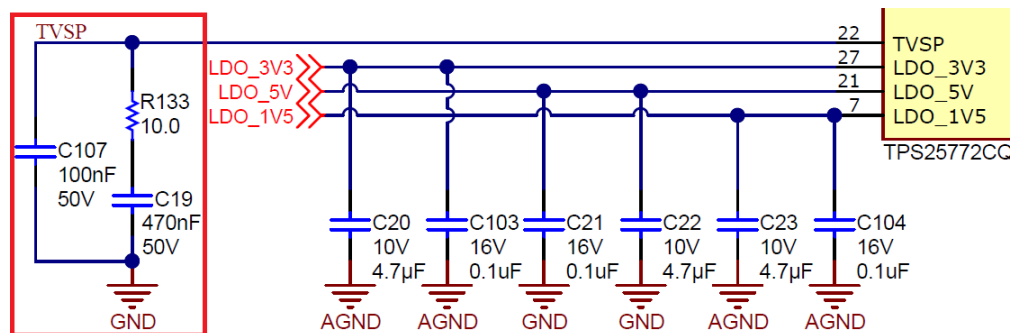 TVSP
R133
10.0
C107
100nF
50V
C19
470nF
50V
GND
LDO_3V3
LDO_5V
LDO_1V5
22
27
21
7
TVSP
LDO_3V3
LDO_5V
LDO_1V5
TPS25772CQ
C20
10V
4.7µF
AGND
C103
16V
0.1uF
AGND
C21
16V
0.1uF
GND
C22
10V
4.7µF
GND
C23
10V
4.7µF
AGND
C104
16V
0.1uF
AGND